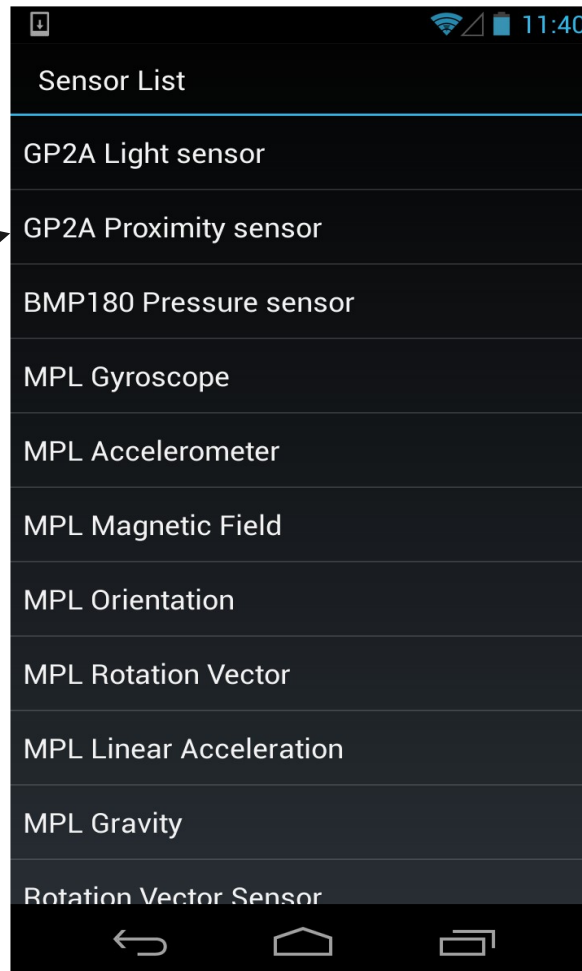 11:40
Sensor List
GP2A Light sensor
GP2A Proximity sensor
BMP180 Pressure sensor
MPL Gyroscope
MPL Accelerometer
MPL Magnetic Field
MPL Orientation
MPL Rotation Vector
MPL Linear Acceleration
MPL Gravity
Rotation Vector Sensor